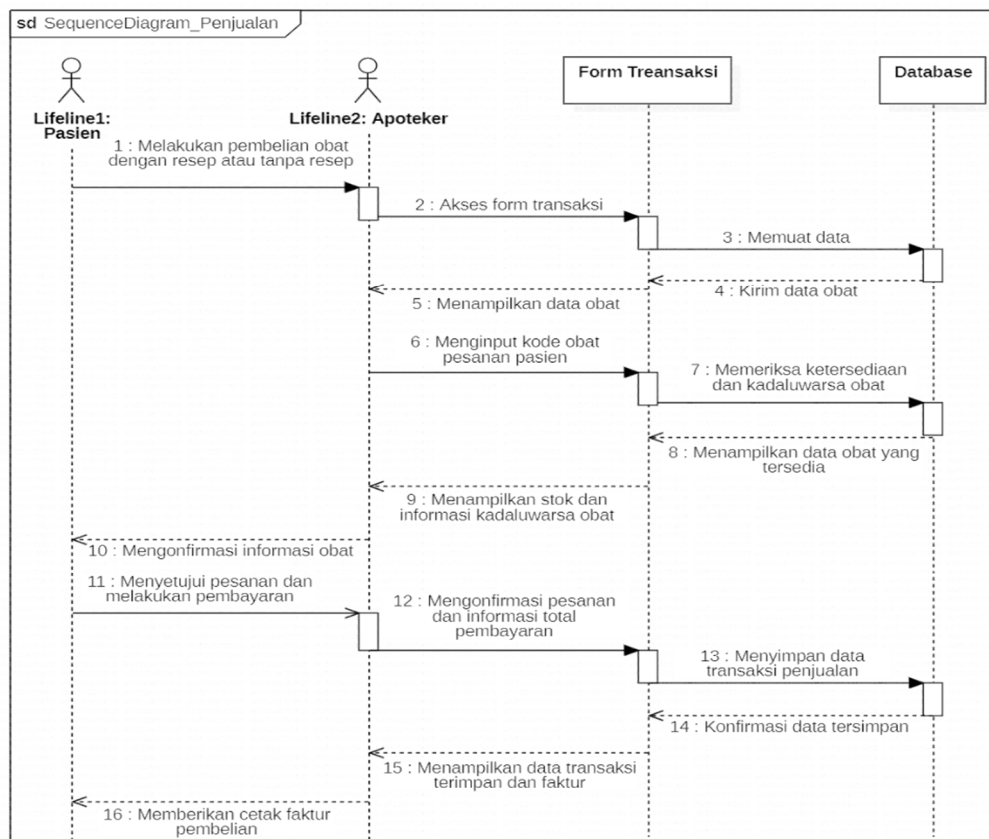 sd SequenceDiagram_Penjualan
Form Treansaksi
Database
Lifeline1:
Pasien
Lifeline2: Apoteker
1 : Melakukan pembelian obat
dengan resep atau tanpa resep
2 : Akses form transaksi
3 : Memuat data
4 : Kirim data obat
5 : Menampilkan data obat
6 : Menginput kode obat
pesanan pasien
7 : Memeriksa ketersediaan
dan kadaluwarsa obat
8 : Menampilkan data obat yang
tersedia
9 : Menampilkan stok dan
informasi kadaluwarsa obat
10 : Mengonfirmasi informasi obat
11 : Menyetujui pesanan dan
melakukan pembayaran
12 : Mengonfirmasi pesanan
dan informasi total
pembayaran
13 : Menyimpan data
transaksi penjualan
14 : Konfirmasi data tersimpan
15 : Menampilkan data transaksi
terimpan dan faktur
16 : Memberikan cetak faktur
pembelian